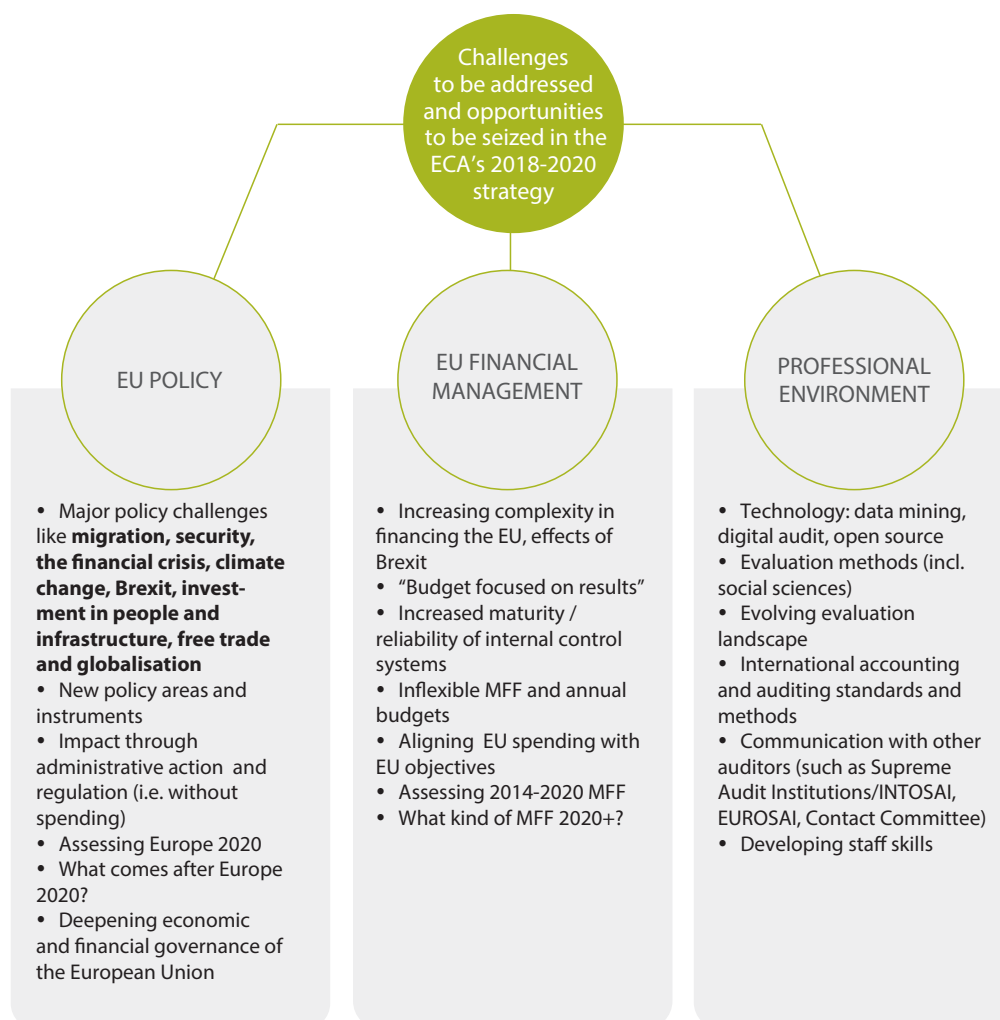 Challenges
to be addressed
and opportunities
to be seized in the
ECA's 2018-2020
strategy
EU POLICY
• Major policy challenges
like migration, security,
the financial crisis, climate
change, Brexit, invest-
ment in people and
infrastructure, free trade
and globalisation
• New policy areas and
instruments
• Impact through
administrative action and
regulation (i.e. without
spending)
• Assessing Europe 2020
• What comes after Europe
2020?
• Deepening economic
and financial governance of
the European Union
EU FINANCIAL
MANAGEMENT
• Increasing complexity in
financing the EU, effects of
Brexit
• “Budget focused on results”
• Increased maturity /
reliability of internal control
systems
• Inflexible MFF and annual
budgets
• Aligning EU spending with
EU objectives
• Assessing 2014-2020 MFF
• What kind of MFF 2020+?
PROFESSIONAL
ENVIRONMENT
• Technology: data mining,
digital audit, open source
• Evaluation methods (incl.
social sciences)
• Evolving evaluation
landscape
• International accounting
and auditing standards and
methods
• Communication with other
auditors (such as Supreme
Audit Institutions/INTOSAI,
EUROSAI, Contact Committee)
• Developing staff skills